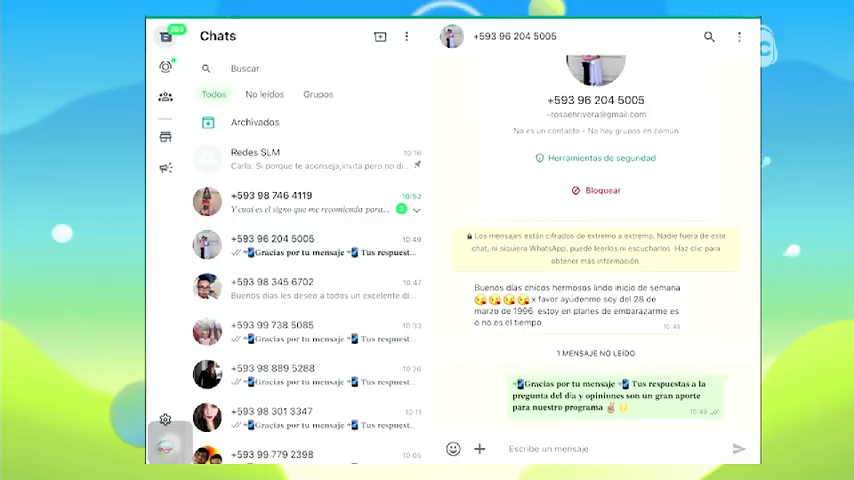 289
Chats
+593 96 204 5005
Buscar
Todos
No leídos
Grupos
Archivados
Redes SLM
10:16
Carla: Si porque te aconseja,invita pero no di...
+593 98 746 4119
10:52
Y cual es el signo que me recomienda para...
2
+593 96 204 5005
10:49
Gracias por tu mensaje Tus respuest...
+593 98 345 6702
10:47
Buenos días les deseo a todos un excelente di...
+593 99 738 5085
10:33
Gracias por tu mensaje Tus respuest...
+593 98 889 5288
10:26
Gracias por tu mensaje Tus respuest...
+593 98 301 3347
10:11
Gracias por tu mensaje Tus respuest...
+593 99 779 2398
10:05
+593 96 204 5005
~rosaehrivera@gmail.com
No es un contacto • No hay grupos en común
Herramientas de seguridad
Bloquear
Los mensajes están cifrados de extremo a extremo. Nadie fuera de este
chat, ni siquiera WhatsApp, puede leerlos ni escucharlos. Haz clic para
obtener más información.
Buenos días chicos hermosos lindo inicio de semana
😘😘😘😘x favor ayúdenme soy del 28 de
marzo de 1996 estoy en planes de embarazarme es
o no es el tiempo
10:48
1 MENSAJE NO LEÍDO
📲Gracias por tu mensaje 📲 Tus respuestas a la
pregunta del día y opiniones son un gran aporte
para nuestro programa
10:49
Escribe un mensaje